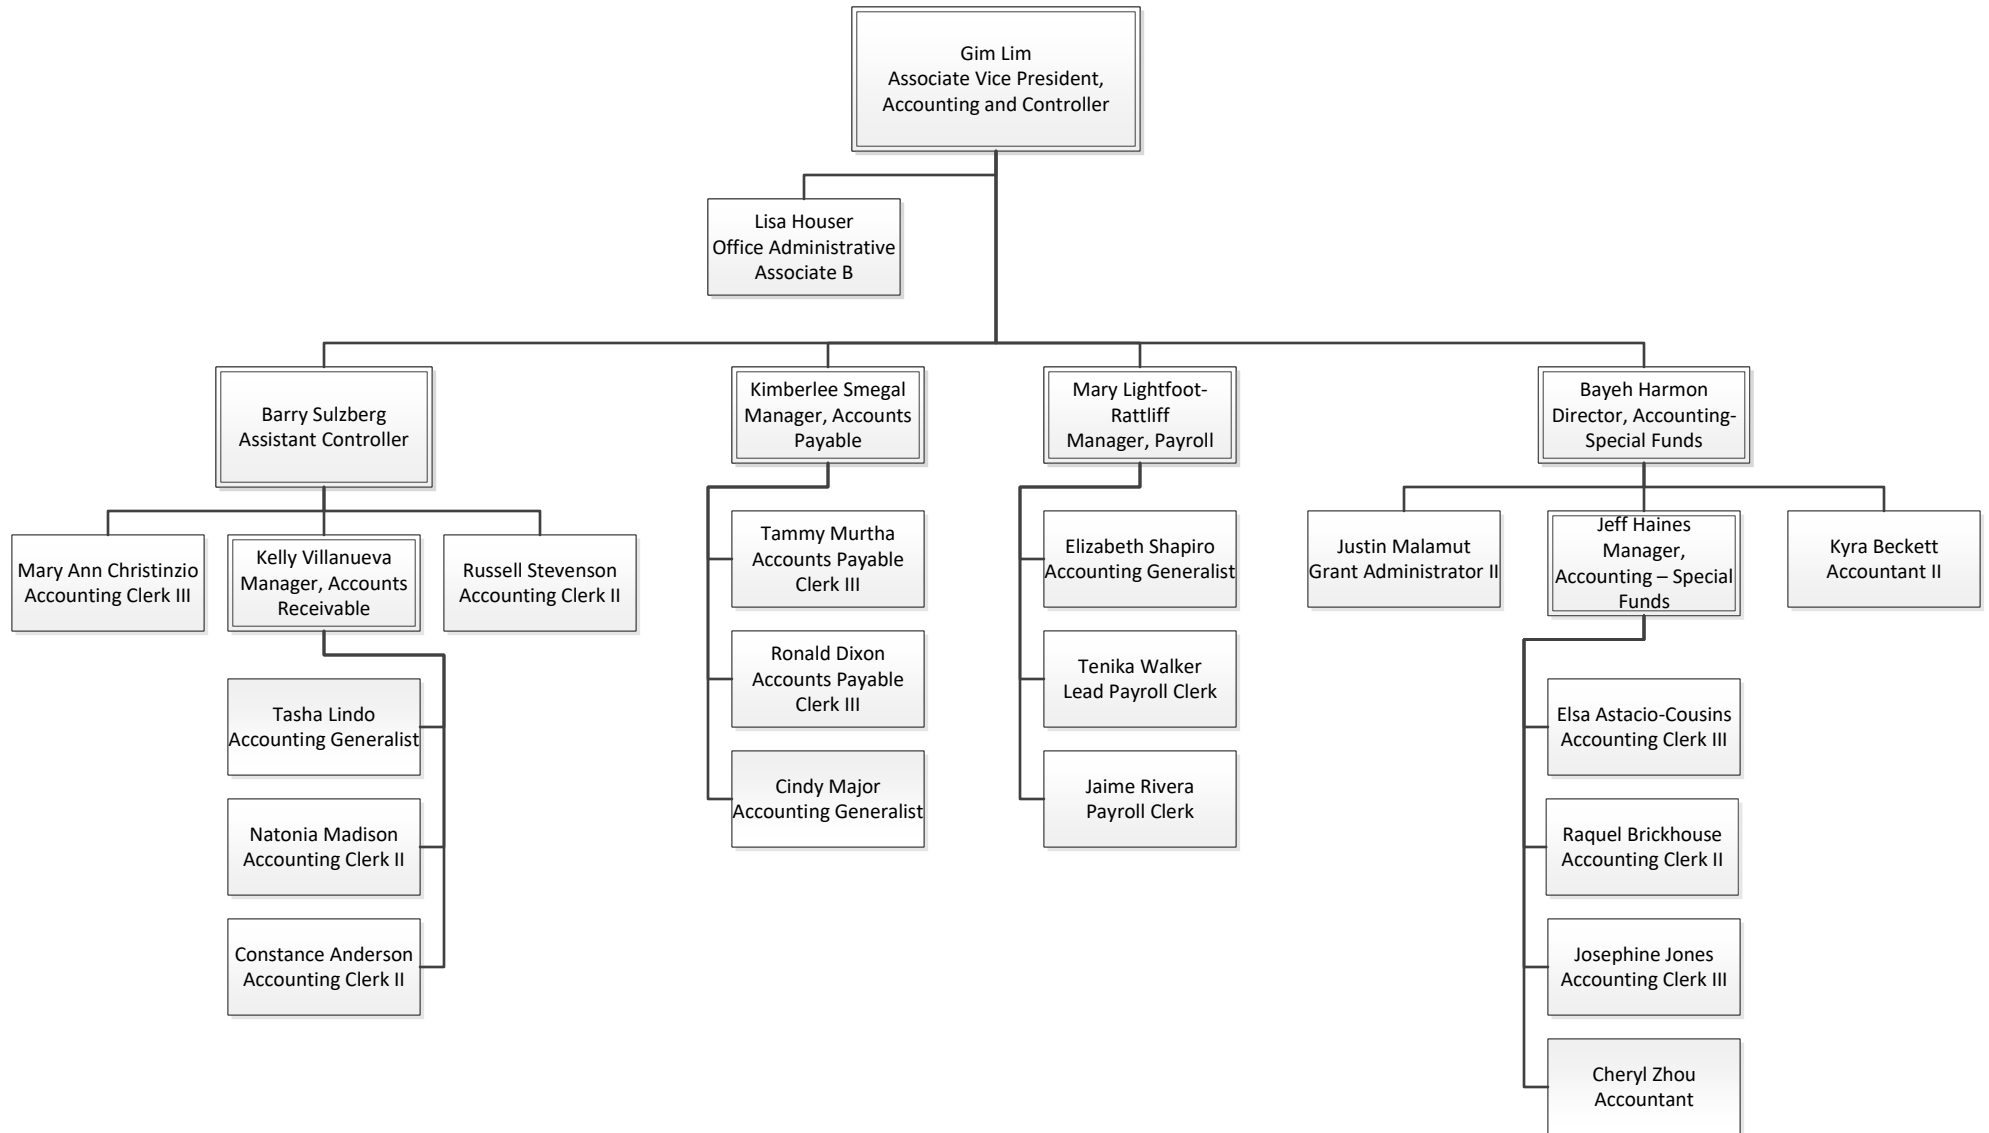 Gim Lim
Associate Vice President,
Accounting and Controller
Lisa Houser
Office Administrative
Associate B
Barry Sulzberg
Assistant Controller
Kimberlee Smegal
Manager, Accounts
Payable
Mary Lightfoot-
Rattliff
Manager, Payroll
Bayeh Harmon
Director, Accounting-
Special Funds
Mary Ann Christinzio
Accounting Clerk III
Kelly Villanueva
Manager, Accounts
Receivable
Russell Stevenson
Accounting Clerk II
Tasha Lindo
Accounting Generalist
Natonia Madison
Accounting Clerk II
Constance Anderson
Accounting Clerk II
Tammy Murtha
Accounts Payable
Clerk III
Ronald Dixon
Accounts Payable
Clerk III
Cindy Major
Accounting Generalist
Elizabeth Shapiro
Accounting Generalist
Tenika Walker
Lead Payroll Clerk
Jaime Rivera
Payroll Clerk
Justin Malamut
Grant Administrator II
Jeff Haines
Manager,
Accounting – Special
Funds
Kyra Beckett
Accountant II
Elsa Astacio-Cousins
Accounting Clerk III
Raquel Brickhouse
Accounting Clerk II
Josephine Jones
Accounting Clerk III
Cheryl Zhou
Accountant